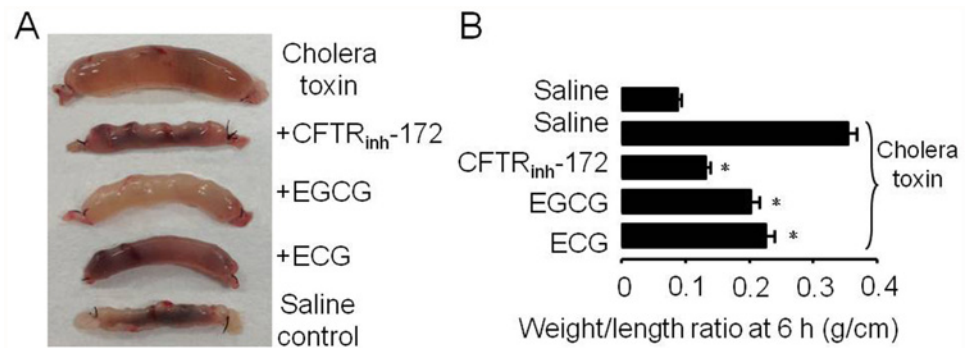 A
Cholera
toxin
+CFTRinh-172
+EGCG
+ECG
Saline
control
B
Saline
Saline
CFTRinh-172 *
EGCG *
ECG *
Cholera
toxin
0 0.1 0.2 0.3 0.4
Weight/length ratio at 6 h (g/cm)